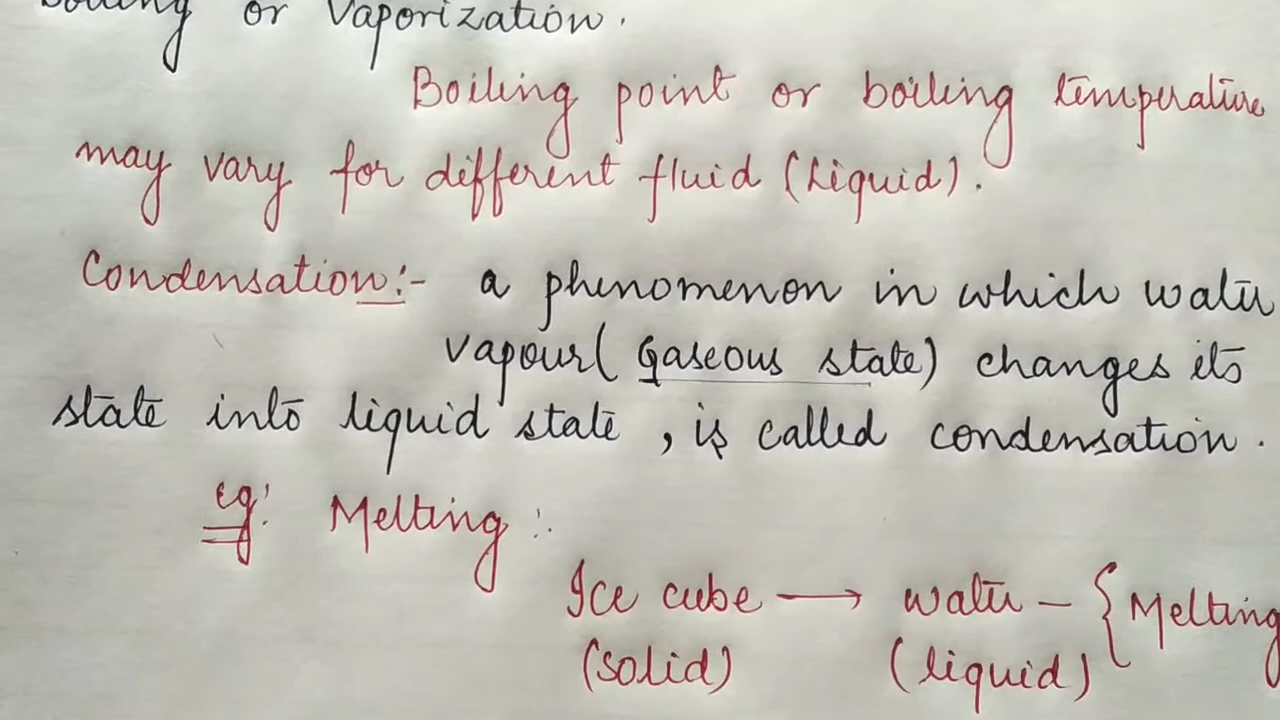 Boiling or Vaporization.
Boiling point or boiling temperature
may vary for different fluid (Liquid).
Condensation:- a phenomenon in which water
vapour( Gaseous state) changes its
state into liquid state, is called condensation.
eg: Melting :
Ice cube → water - { Melting
(solid) (liquid)